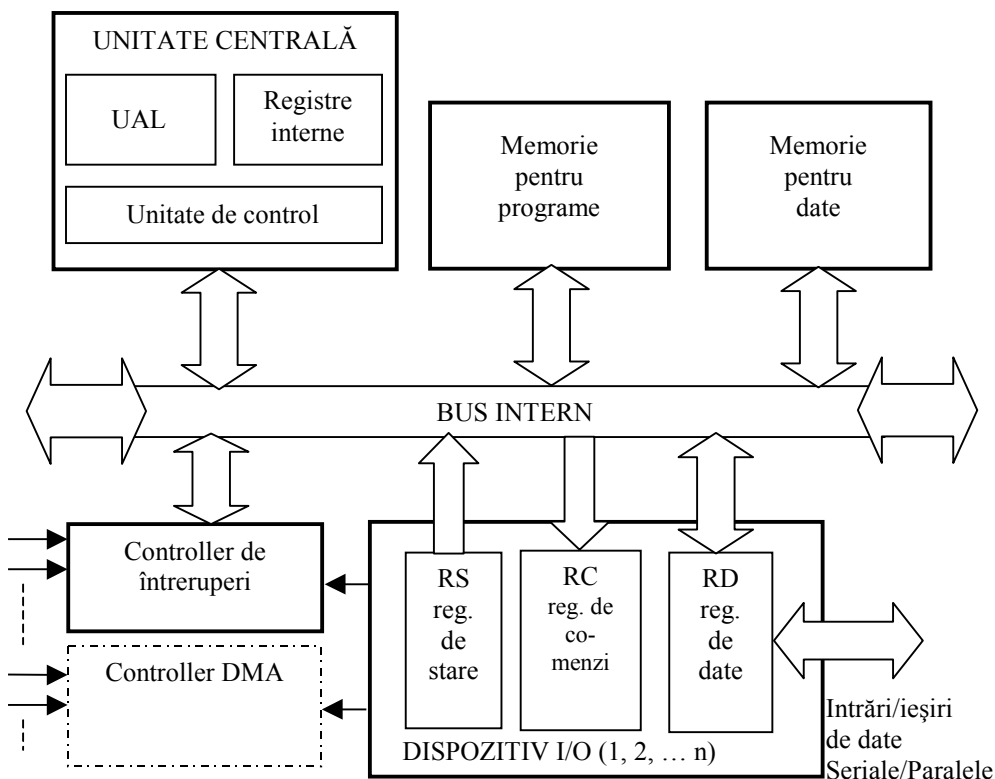 UNITATE CENTRALĂ
UAL
Registre
interne
Unitate de control
Memorie
pentru
programe
Memorie
pentru
date
BUS INTERN
Controller de
întreruperi
Controller DMA
RS
reg.
de
stare
RC
reg. de
co-
menzi
RD
reg.
de
date
DISPOZITIV I/O (1, 2, … n)
Intrări/ieşiri
de date
Seriale/Paralele